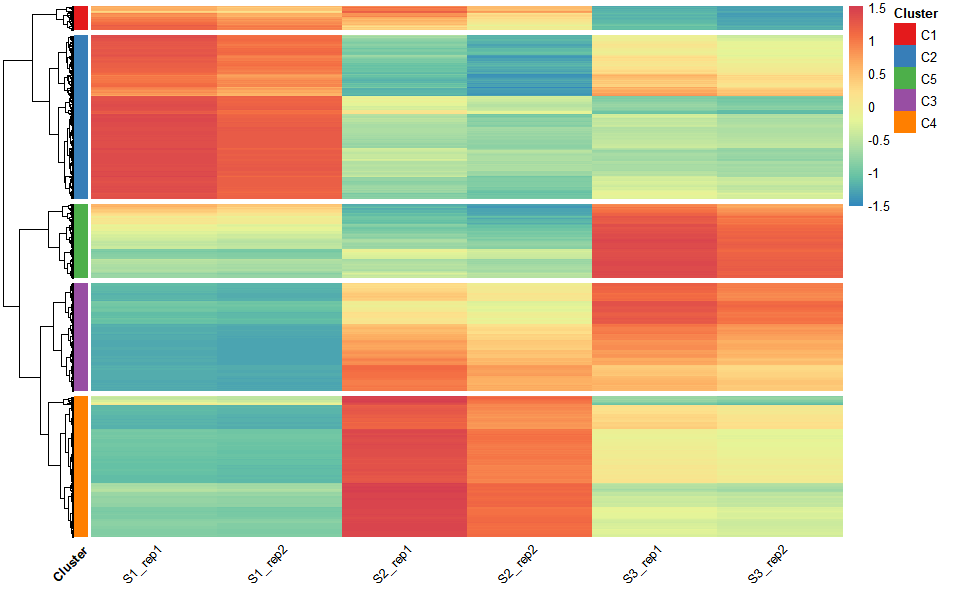 1.5
1
0.5
0
-0.5
-1
-1.5
Cluster
C1
C2
C5
C3
C4
Cluster
S1_rep1
S1_rep2
S2_rep1
S2_rep2
S3_rep1
S3_rep2